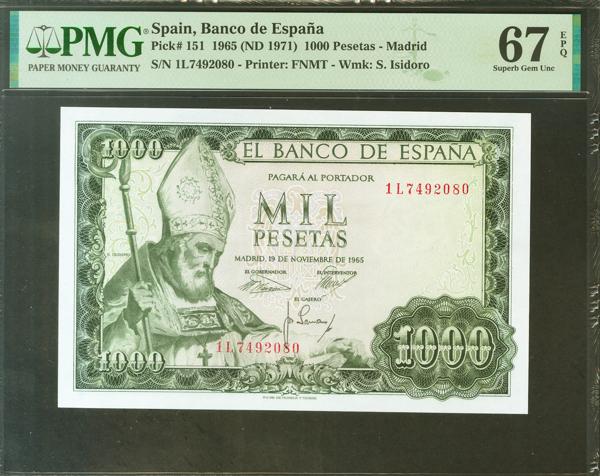 PMG®
PAPER MONEY GUARANTY
Spain, Banco de España
Pick# 151 1965 (ND 1971) 1000 Pesetas - Madrid
S/N 1L7492080 - Printer: FNMT - Wmk: S. Isidoro
67 EPQ
Superb Gem Unc
1000
EL BANCO DE ESPAÑA
PAGARÁ AL PORTADOR
1L7492080
MIL
PESETAS
MADRID, 19 DE NOVIEMBRE DE 1965
S. ISIDORO
EL GOBERNADOR
EL INTERVENTOR
EL CAJERO
1L7492080
1000
1000